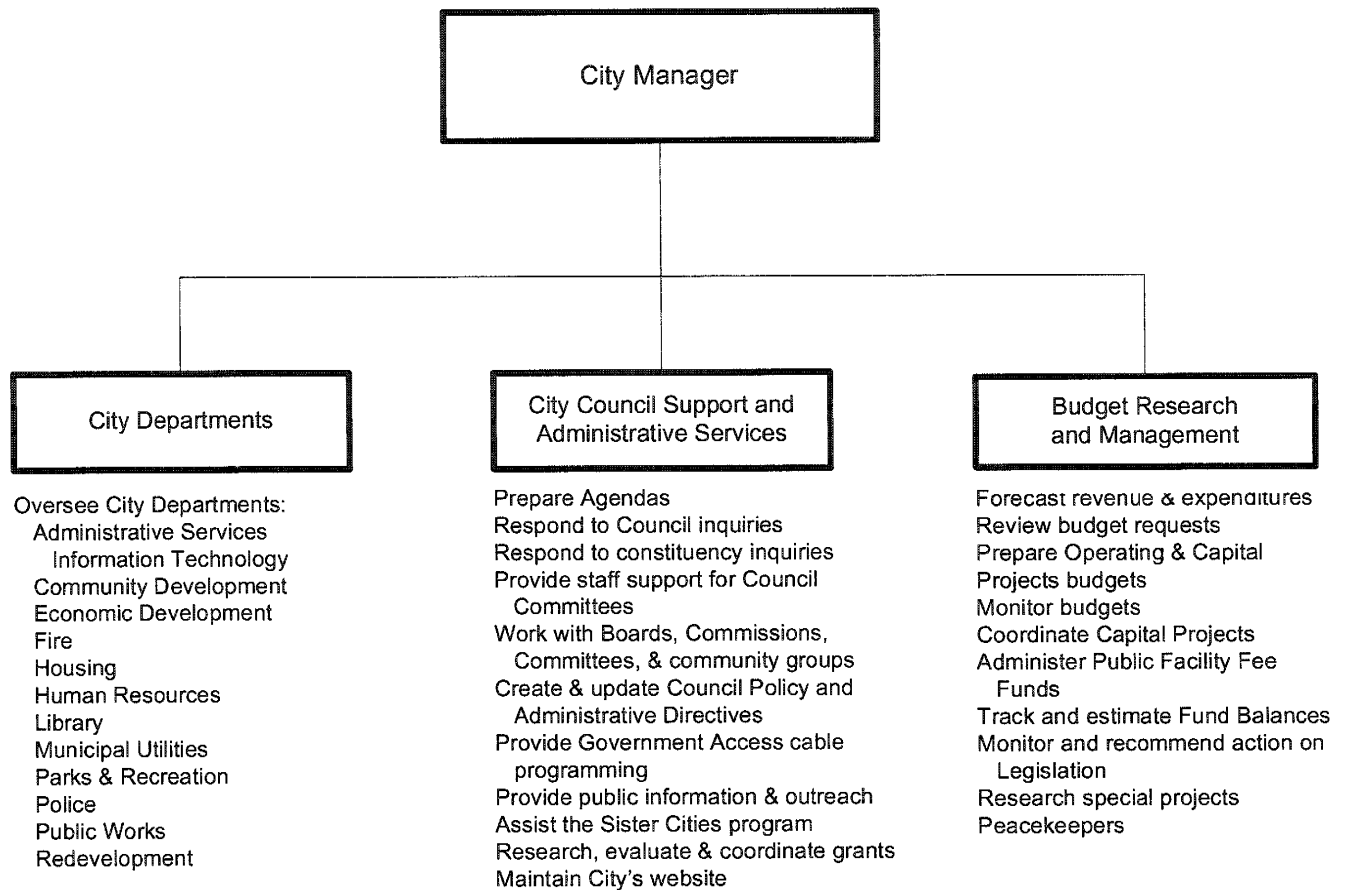 City Manager
City Departments
Oversee City Departments:
Administrative Services
Information Technology
Community Development
Economic Development
Fire
Housing
Human Resources
Library
Municipal Utilities
Parks & Recreation
Police
Public Works
Redevelopment
City Council Support and
Administrative Services
Prepare Agendas
Respond to Council inquiries
Respond to constituency inquiries
Provide staff support for Council
Committees
Work with Boards, Commissions,
Committees, & community groups
Create & update Council Policy and
Administrative Directives
Provide Government Access cable
programming
Provide public information & outreach
Assist the Sister Cities program
Research, evaluate & coordinate grants
Maintain City's website
Budget Research
and Management
Forecast revenue & expenditures
Review budget requests
Prepare Operating & Capital
Projects budgets
Monitor budgets
Coordinate Capital Projects
Administer Public Facility Fee
Funds
Track and estimate Fund Balances
Monitor and recommend action on
Legislation
Research special projects
Peacekeepers